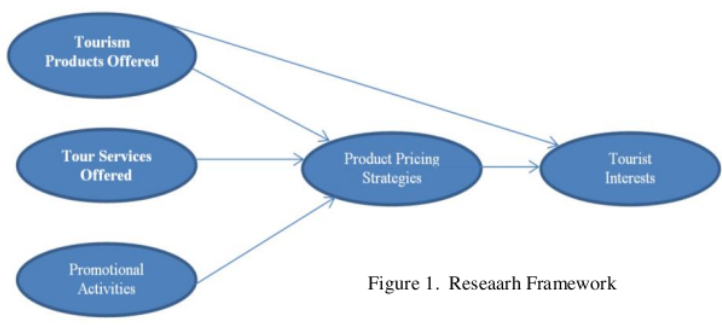 Tourism
Products Offered
Tour Services
Offered
Product Pricing
Strategies
Tourist
Interests
Promotional
Activities
Figure 1. Reseaarh Framework